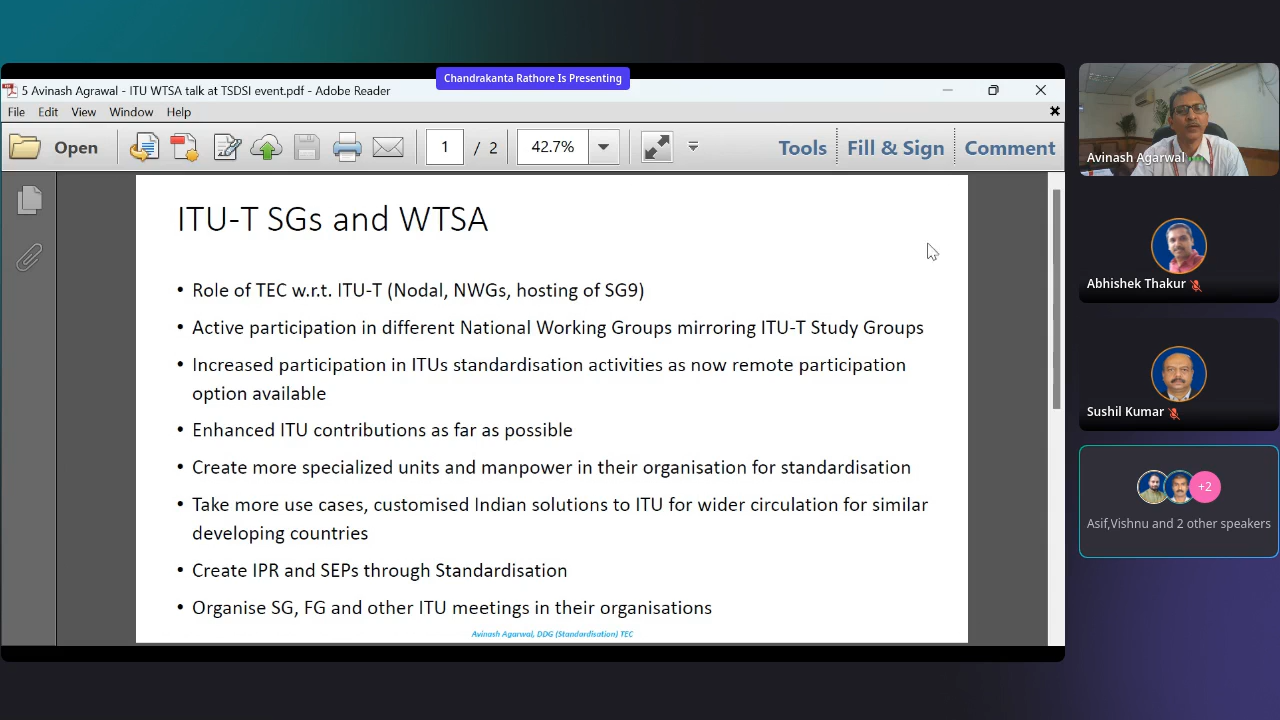 Chandrakanta Rathore Is Presenting
5 Avinash Agrawal - ITU WTSA talk at TSDSI event.pdf - Adobe Reader
File Edit View Window Help
Open
1 / 2
42.7%
Tools
Fill & Sign
Comment
ITU-T SGs and WTSA
• Role of TEC w.r.t. ITU-T (Nodal, NWGs, hosting of SG9)
• Active participation in different National Working Groups mirroring ITU-T Study Groups
• Increased participation in ITUs standardisation activities as now remote participation
option available
• Enhanced ITU contributions as far as possible
• Create more specialized units and manpower in their organisation for standardisation
• Take more use cases, customised Indian solutions to ITU for wider circulation for similar
developing countries
• Create IPR and SEPs through Standardisation
• Organise SG, FG and other ITU meetings in their organisations
Avinash Agarwal, DDG (Standardisation) TEC
Avinash Agarwal
Abhishek Thakur
Sushil Kumar
+2
Asif,Vishnu and 2 other speakers